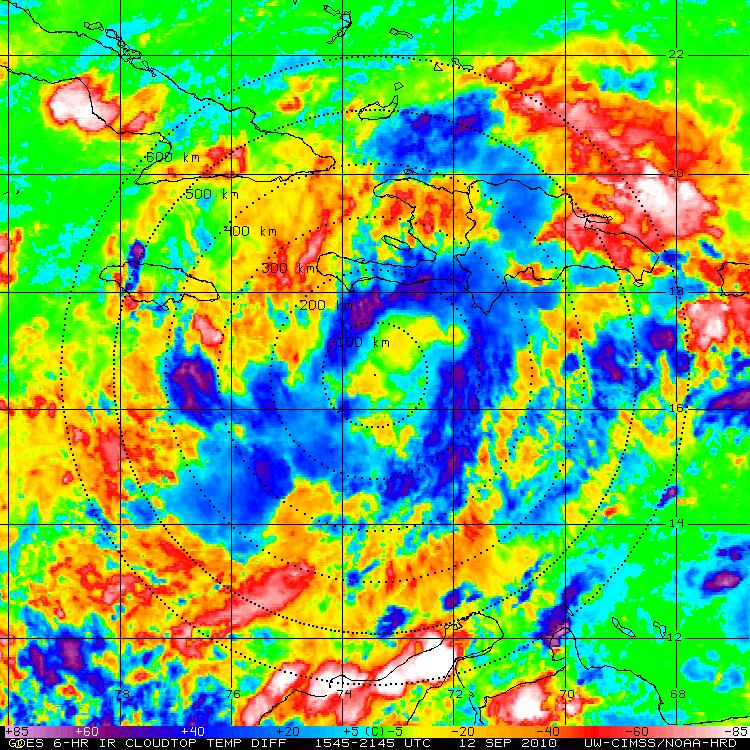 22
600 km
20
500 km
400 km
300 km
18
200 km
100 km
16
14
12
78 76 74 72 70 68
+85 +60 +40 +20 +5 (C)-5 -20 -40 -60 -85
GOES 6-HR IR CLOUDTOP TEMP DIFF 1545-2145 UTC 12 SEP 2010 UW-CIMSS/NOAA-HRD